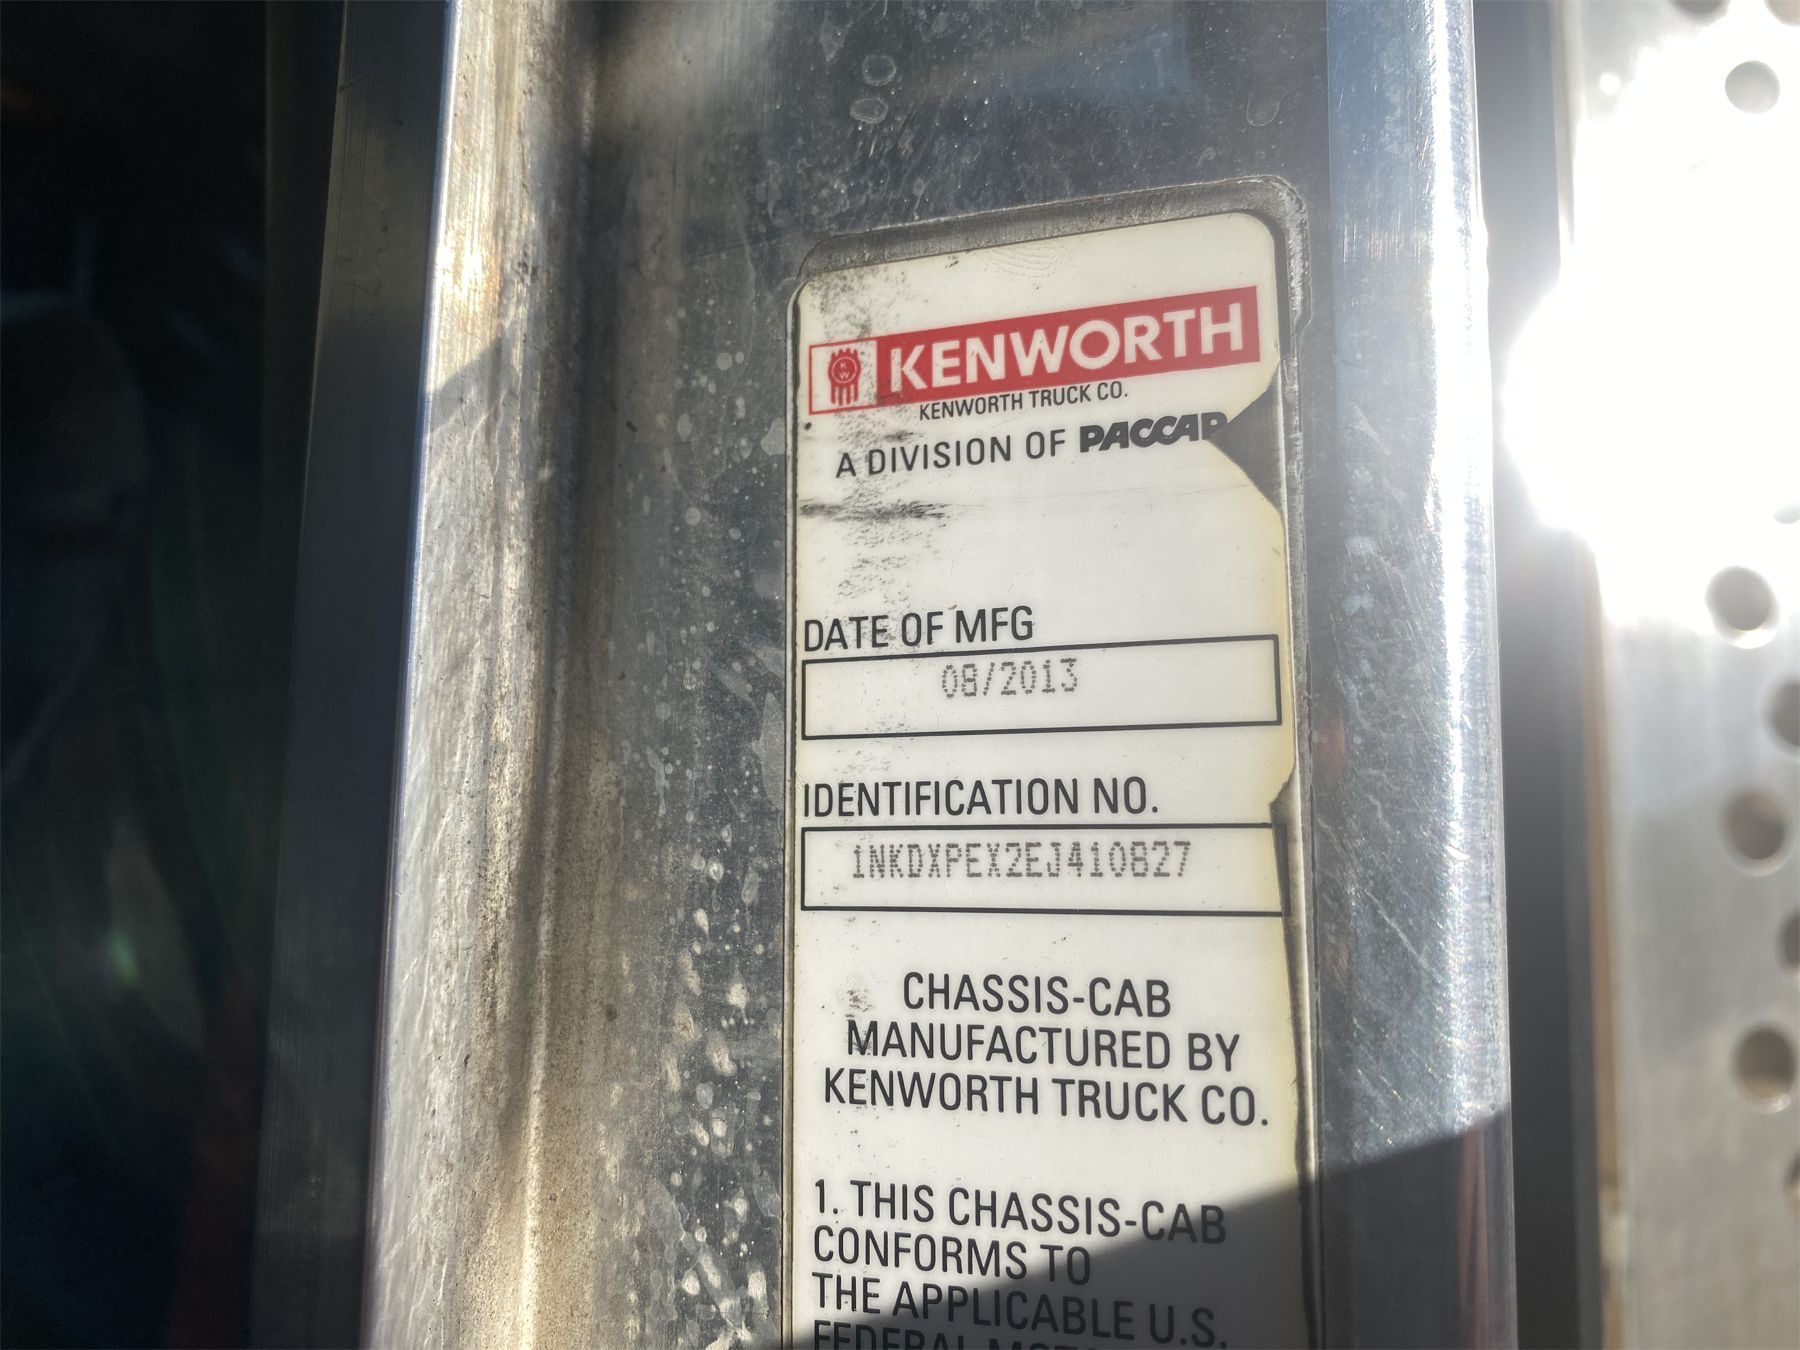 K
W
KENWORTH
KENWORTH TRUCK CO.
A DIVISION OF PACCAR
DATE OF MFG
08/2013
IDENTIFICATION NO.
1NKDXPEX2EJ410827
CHASSIS-CAB
MANUFACTURED BY
KENWORTH TRUCK CO.
1. THIS CHASSIS-CAB
CONFORMS TO
THE APPLICABLE U.S.
FEDERAL